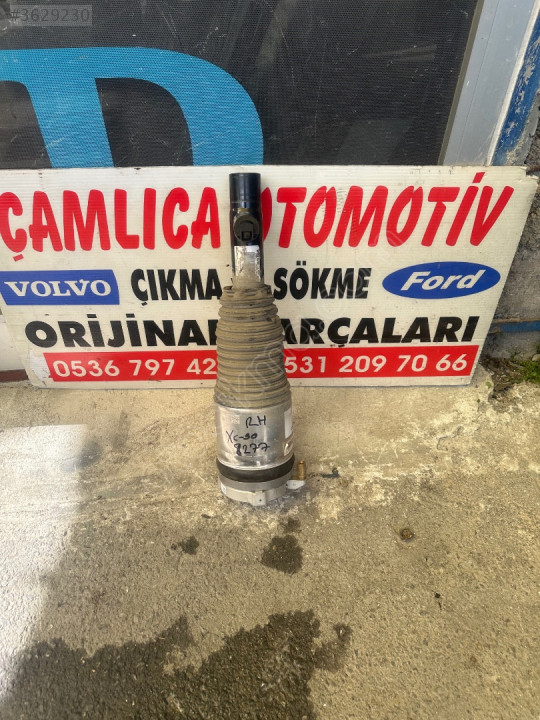 #3629230
ÇAMLICA OTOMOTİV
VOLVO ÇIKMA SÖKME Ford
ORİJİNAL PARÇALARI
0536 797 42 531 209 70 66
RH
XC-90
8277